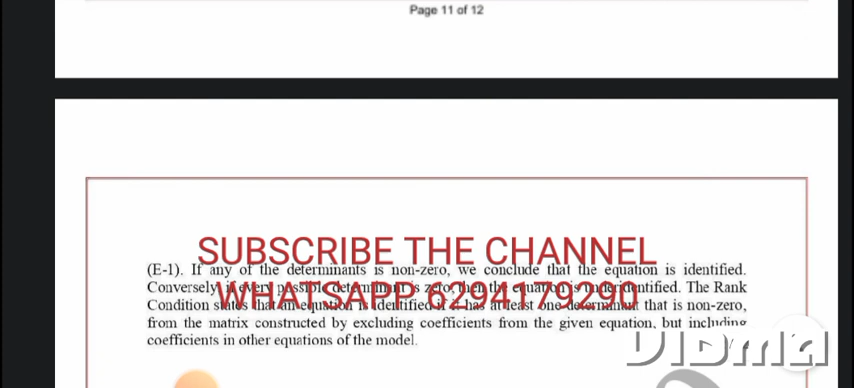 Page 11 of 12
SUBSCRIBE THE CHANNEL
(E-1). If any of the determinants is non-zero, we conclude that the equation is identified.
Conversely, if every possible determinant is zero, then the equation is underidentified. The Rank
WHATSAPP 6294179290
Condition states that an equation is identified if it has at least one determinant that is non-zero,
from the matrix constructed by excluding coefficients from the given equation, but including
coefficients in other equations of the model.